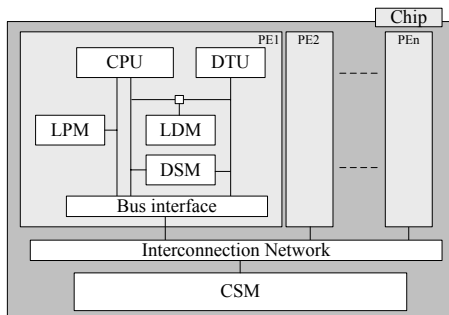 Chip
PE1
PE2
PEn
CPU
DTU
LPM
LDM
DSM
Bus interface
Interconnection Network
CSM